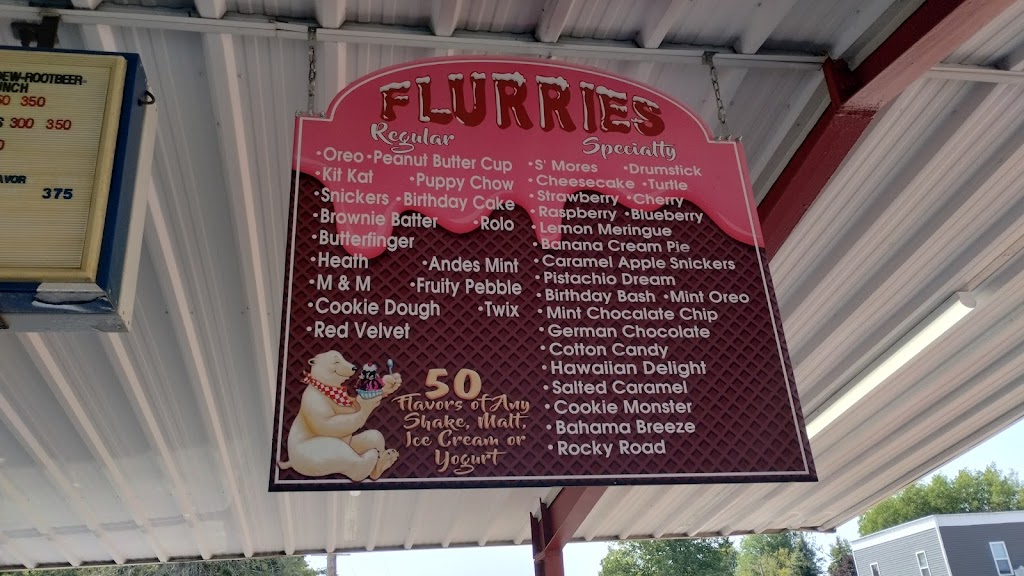 EW-ROOTBEER-
NCH
50 350
S 300 350
0
AVOR
375
FLURRIES
Regular
•Oreo •Peanut Butter Cup
•Kit Kat •Puppy Chow
•Snickers •Birthday Cake
•Brownie Batter •Rolo
•Butterfinger
•Heath •Andes Mint
•M & M •Fruity Pebble
•Cookie Dough •Twix
•Red Velvet
50
Flavors of Any
Shake, Malt,
Ice Cream or
Yogurt
Specialty
•S' Mores •Drumstick
•Cheesecake •Turtle
•Strawberry •Cherry
•Raspberry •Blueberry
•Lemon Meringue
•Banana Cream Pie
•Caramel Apple Snickers
•Pistachio Dream
•Birthday Bash •Mint Oreo
•Mint Chocalate Chip
•German Chocolate
•Cotton Candy
•Hawaiian Delight
•Salted Caramel
•Cookie Monster
•Bahama Breeze
•Rocky Road